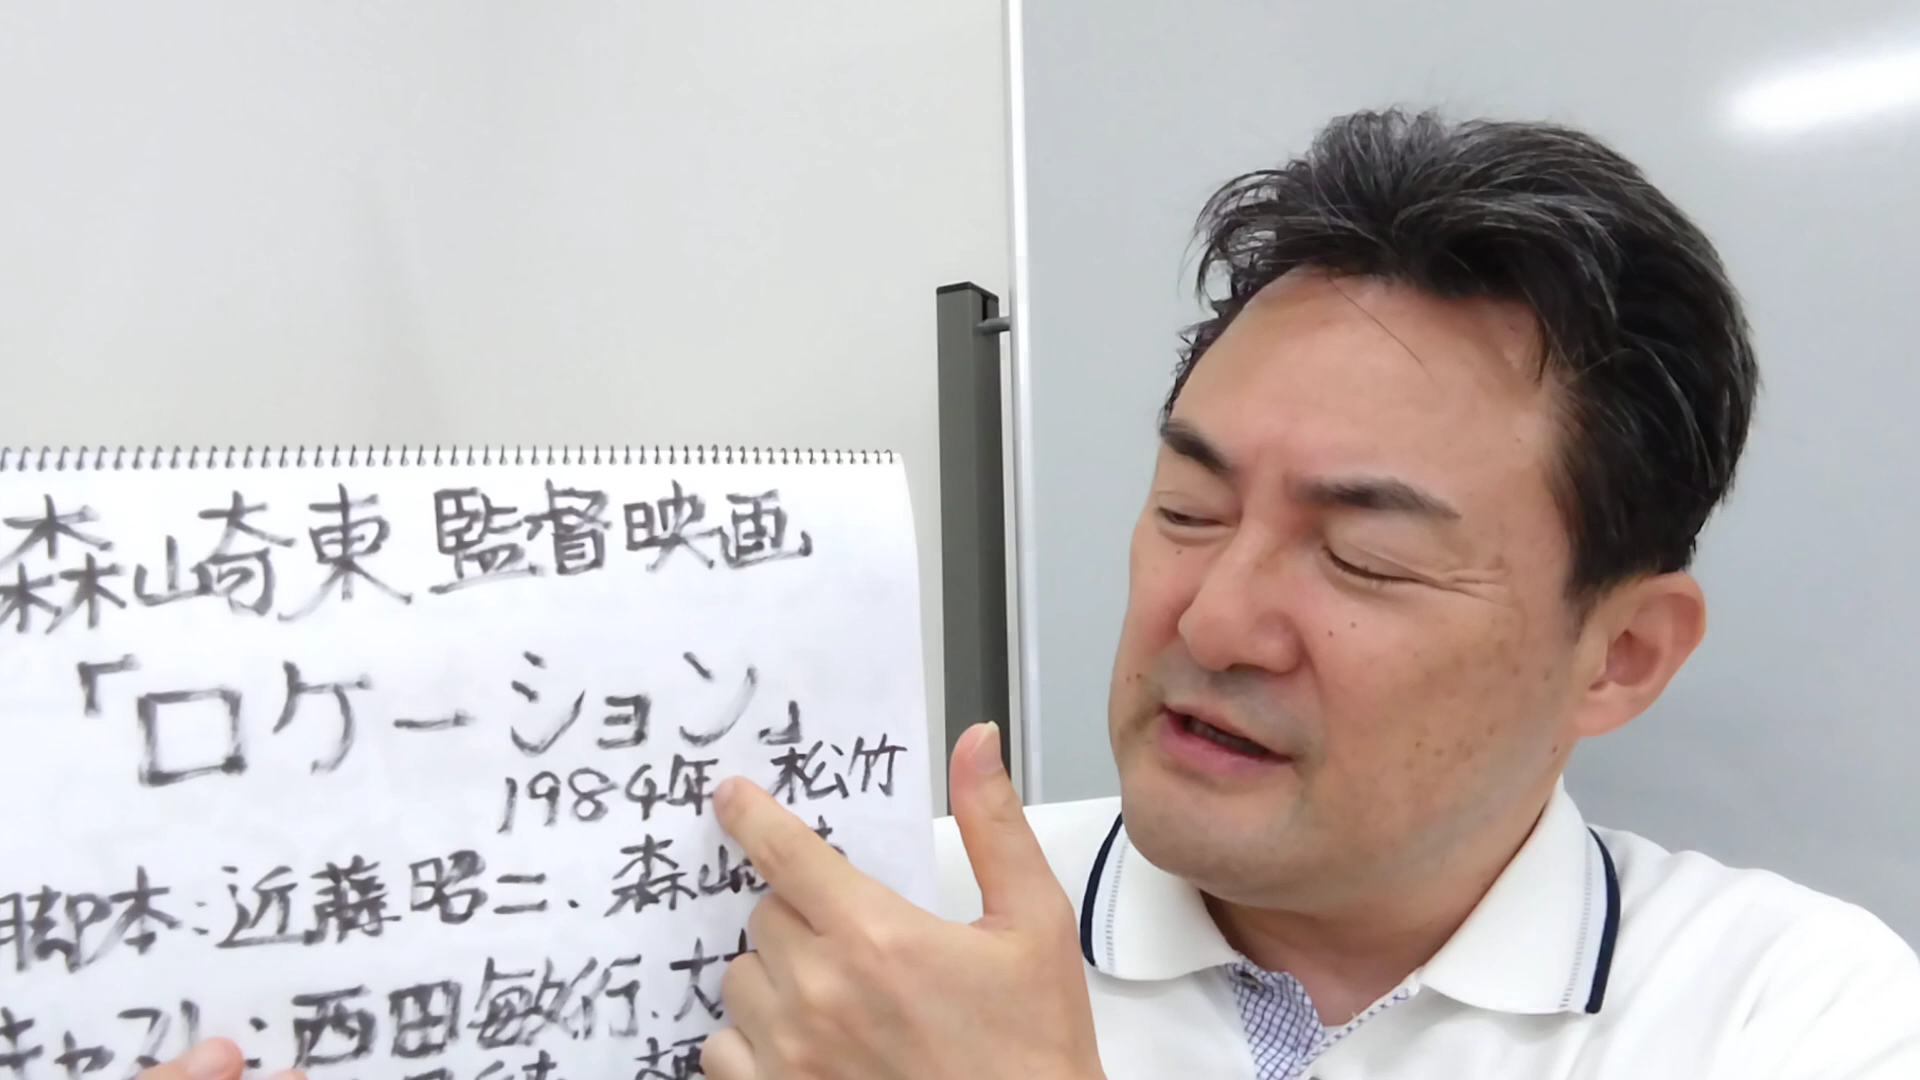 森﨑東監督映画
「ロケーション」
1984年 松竹
脚本:近藤昭二、森崎
キャスト:西田敏行、大